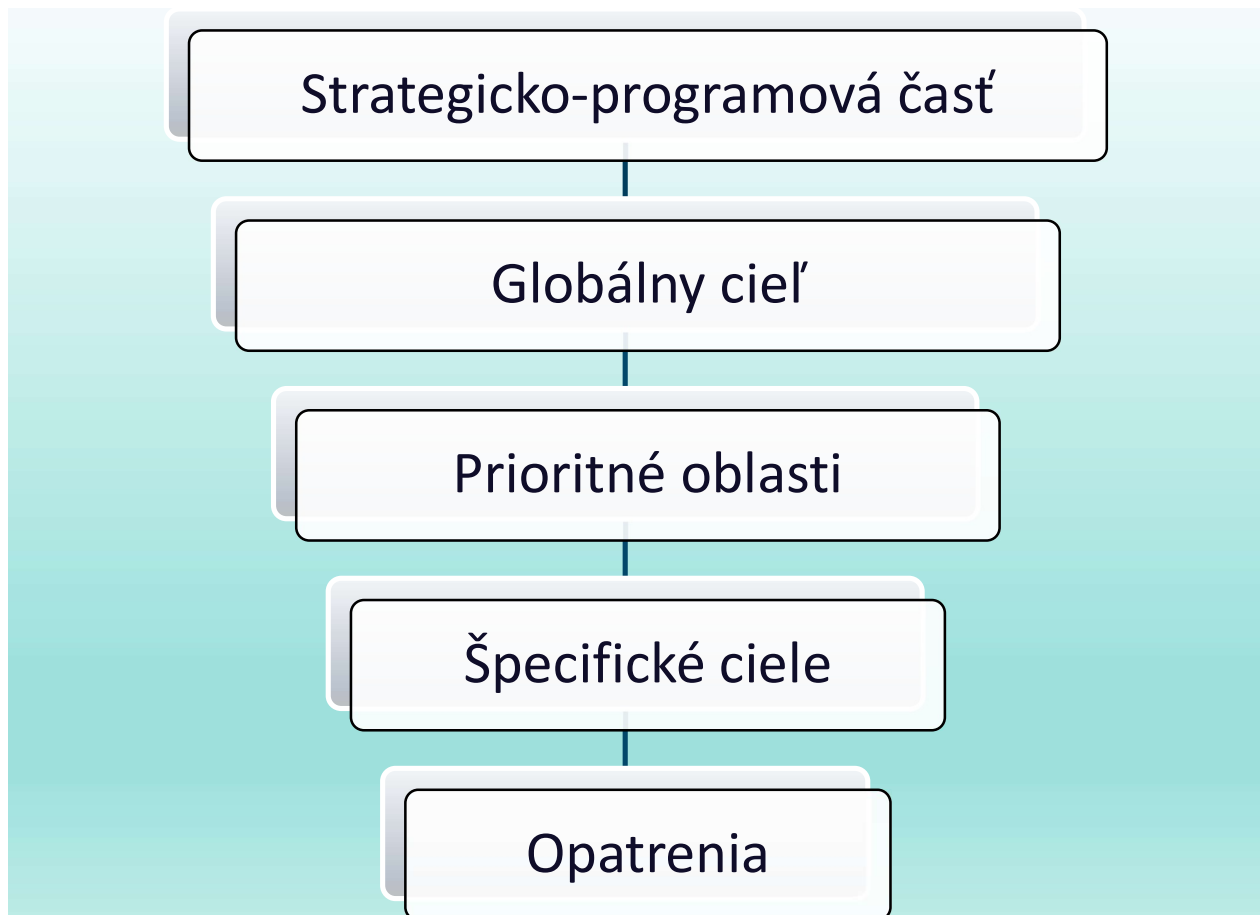 Strategicko-programová časť
Globálny cieľ
Prioritné oblasti
Špecifické ciele
Opatrenia